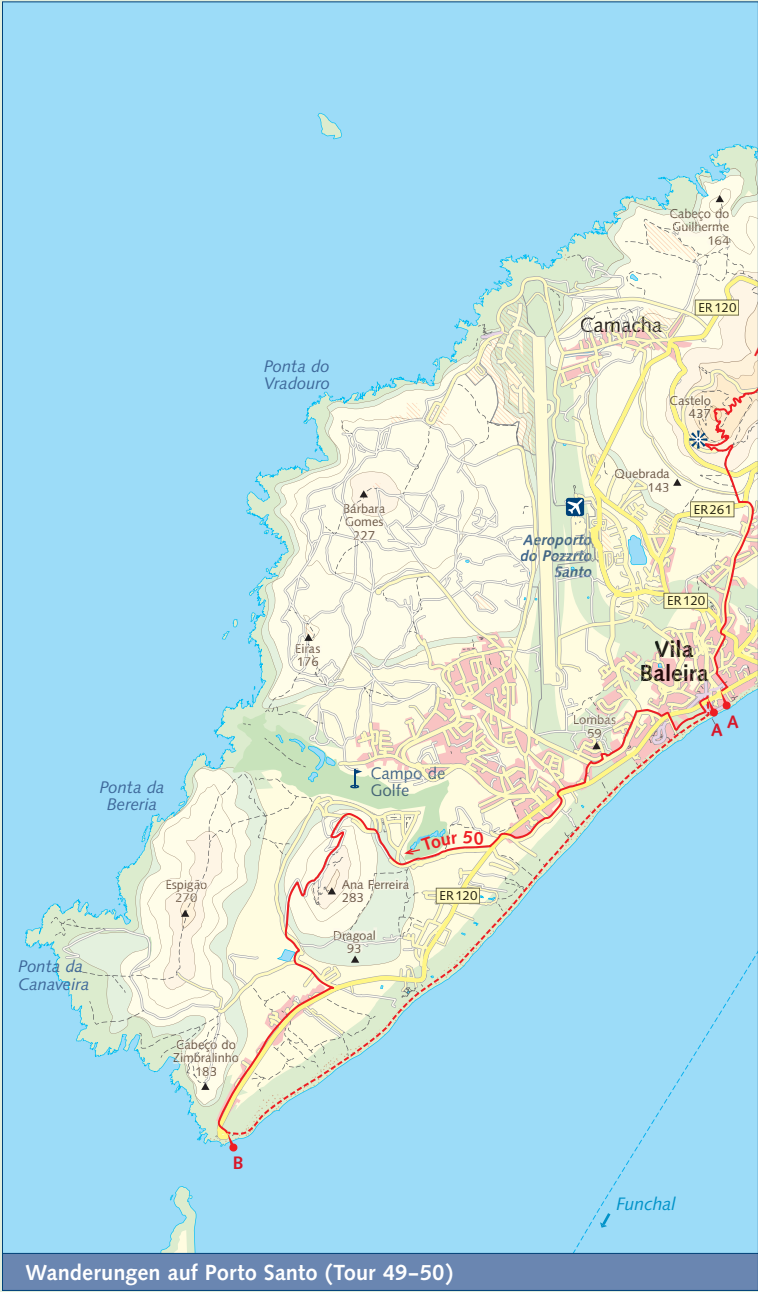 Cabeço do
Guilherme
164
ER 120
Camacha
Ponta do
Vradouro
Castelo
437
Quebrada
143
Bárbara
Gomes
227
ER 261
Aeroporto
do Pozzrto
Santo
ER 120
Eiras
176
Vila
Baleira
A A
Lombas
59
Campo de
Golfe
Ponta da
Bereria
← Tour 50
Espigão
270
Ana Ferreira
283
ER 120
Dragoal
93
Ponta da
Canaveira
Cabeço do
Zimbralinho
183
B
Funchal
Wanderungen auf Porto Santo (Tour 49–50)